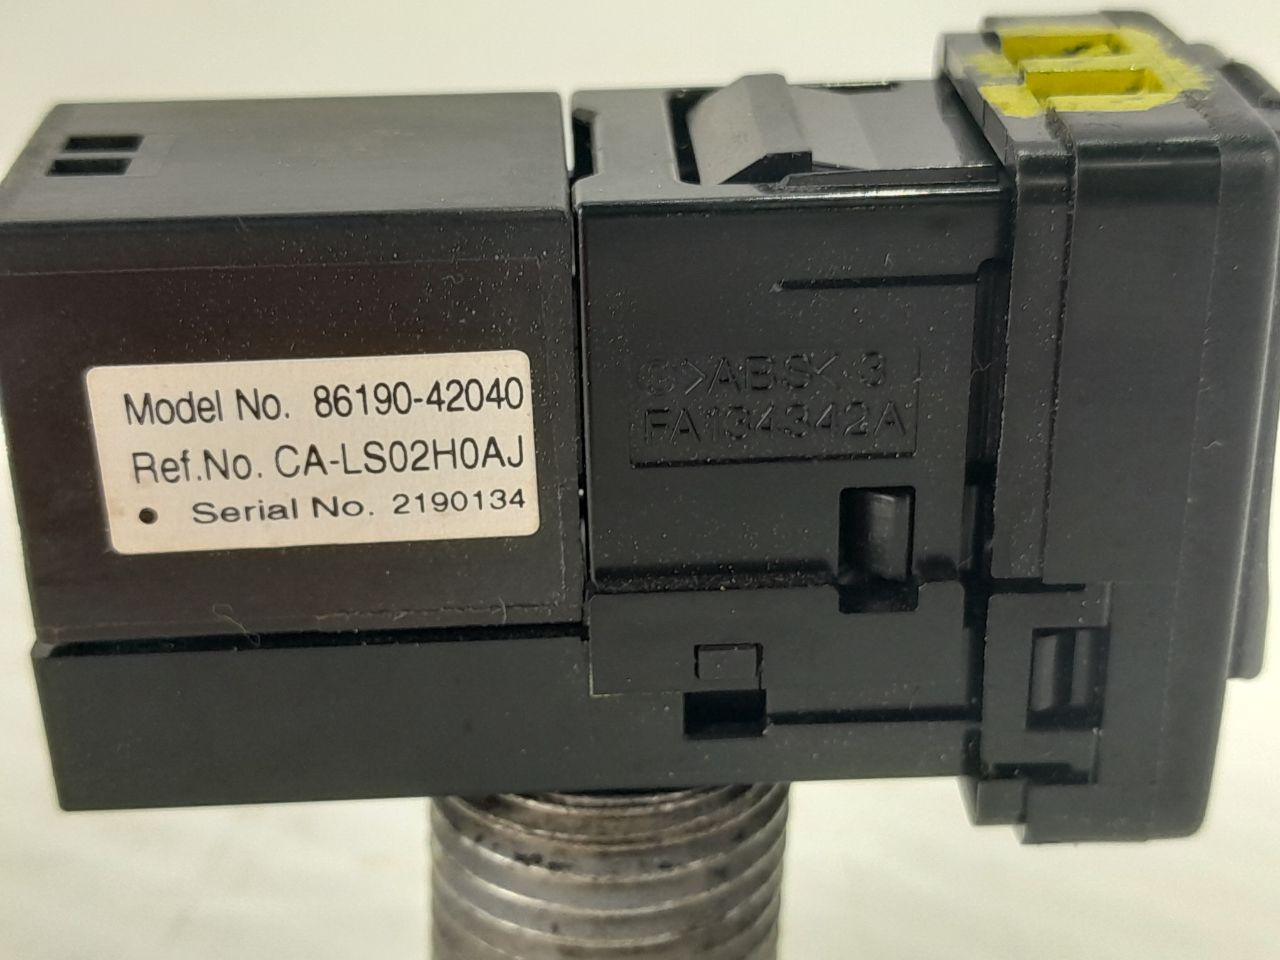 Model No. 86190-42040
Ref.No. CA-LS02H0AJ
Serial No. 2190134
>ABS< 3
FA134342A